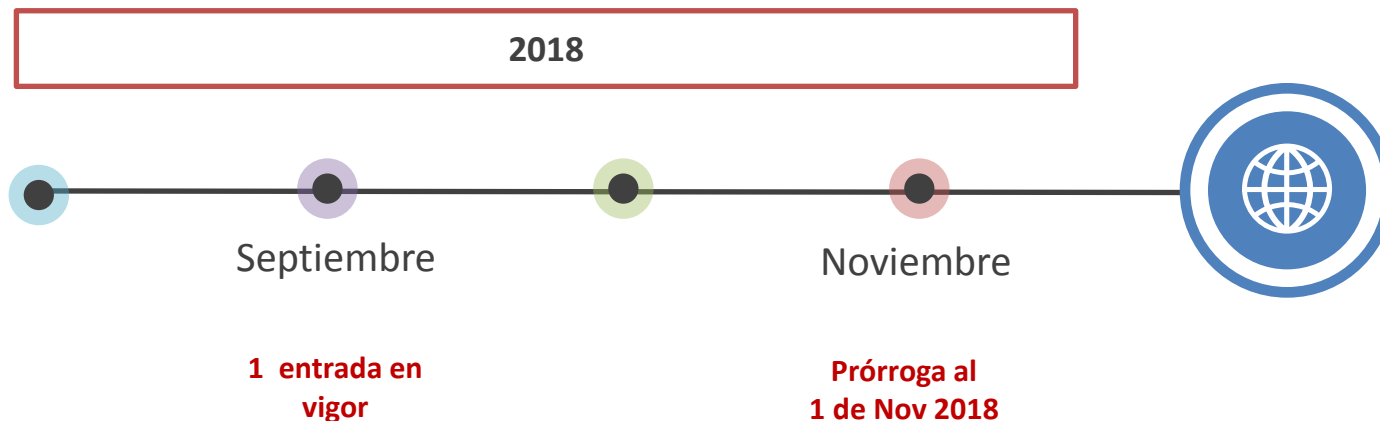 2018
Septiembre
Noviembre
1 entrada en
vigor
Prórroga al
1 de Nov 2018